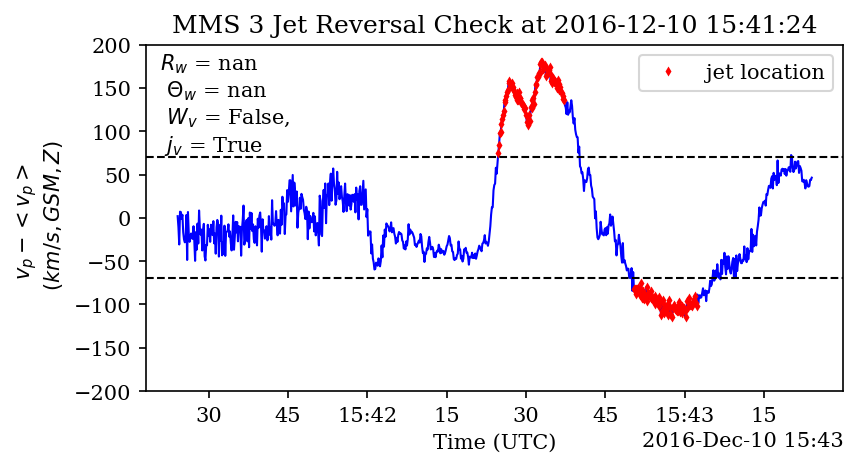 MMS 3 Jet Reversal Check at 2016-12-10 15:41:24
R_w = nan
Θ_w = nan
W_v = False,
j_v = True
jet location
200
150
100
50
0
−50
−100
−150
−200
v_p − < v_p >
(km/s, GSM, Z)
30 45 15:42 15 30 45 15:43 15
Time (UTC)
2016-Dec-10 15:43